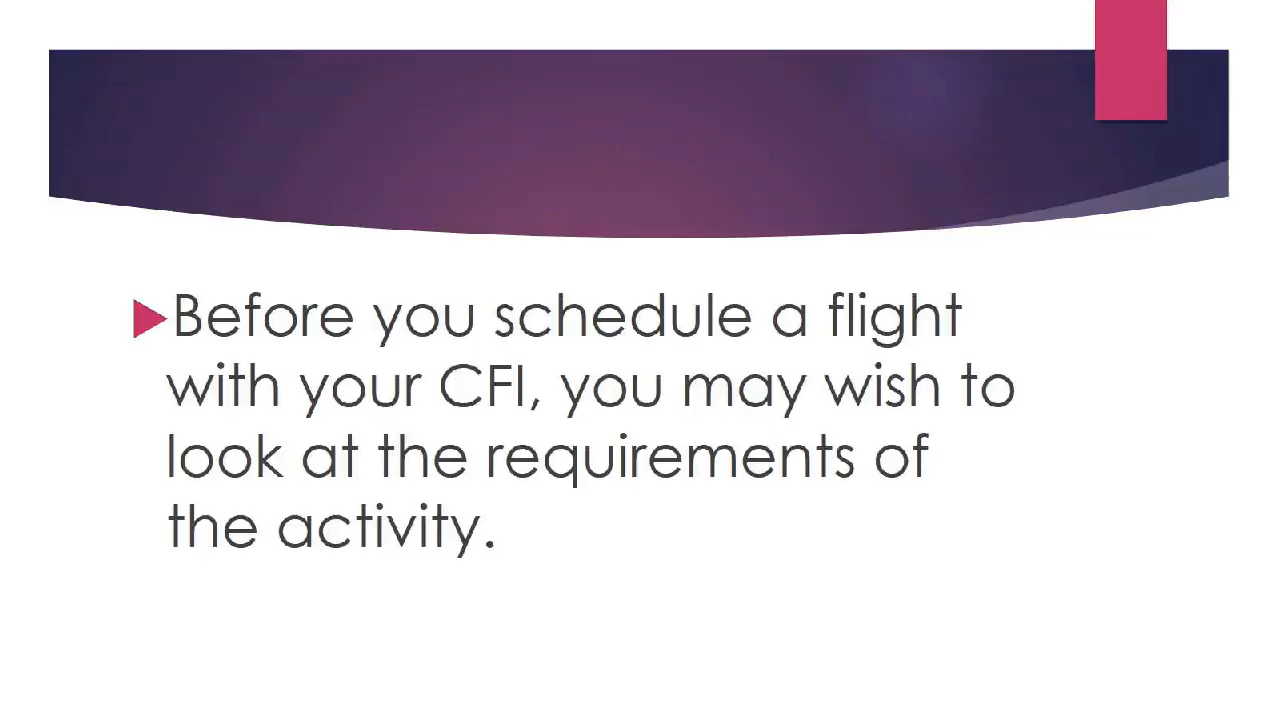 Before you schedule a flight
with your CFI, you may wish to
look at the requirements of
the activity.